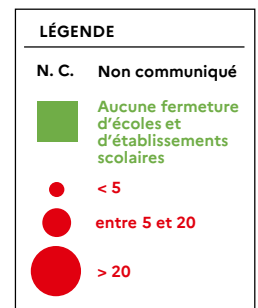 LÉGENDE
N. C. Non communiqué
Aucune fermeture
d’écoles et
d’établissements
scolaires
< 5
entre 5 et 20
> 20